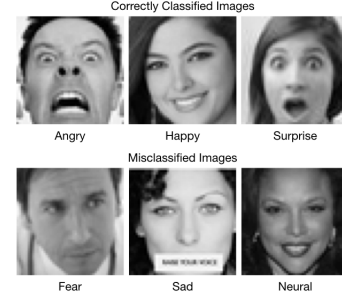 Correctly Classified Images
Angry
Happy
Surprise
Misclassified Images
RAISE YOUR VOICE
Fear
Sad
Neural